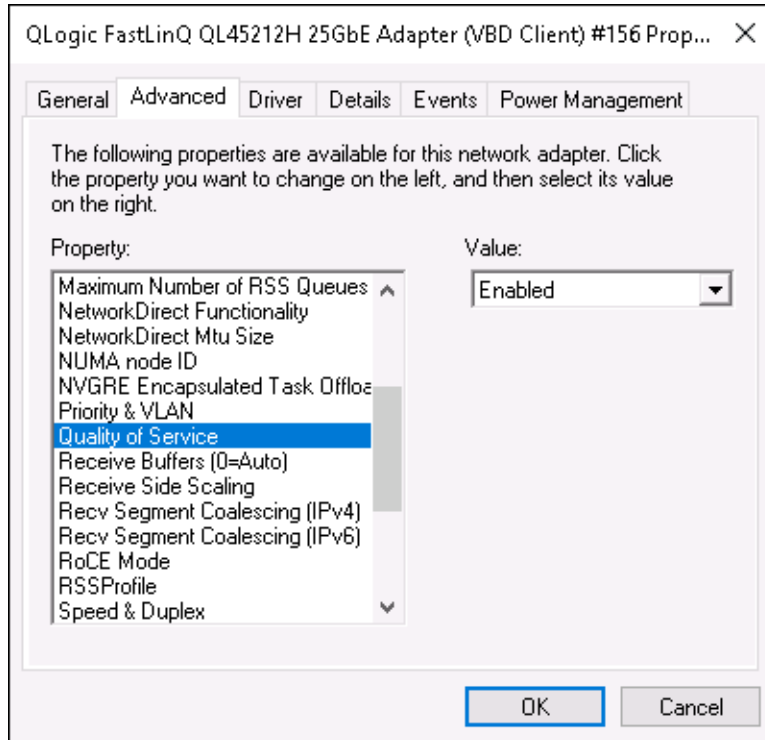 QLogic FastLinQ QL45212H 25GbE Adapter (VBD Client) #156 Prop...
General Advanced Driver Details Events Power Management
The following properties are available for this network adapter. Click
the property you want to change on the left, and then select its value
on the right.
Property:
Value:
Maximum Number of RSS Queues
NetworkDirect Functionality
NetworkDirect Mtu Size
NUMA node ID
NVGRE Encapsulated Task Offloa
Priority & VLAN
Quality of Service
Receive Buffers (0=Auto)
Receive Side Scaling
Recv Segment Coalescing (IPv4)
Recv Segment Coalescing (IPv6)
RoCE Mode
RSSProfile
Speed & Duplex
Enabled
OK
Cancel